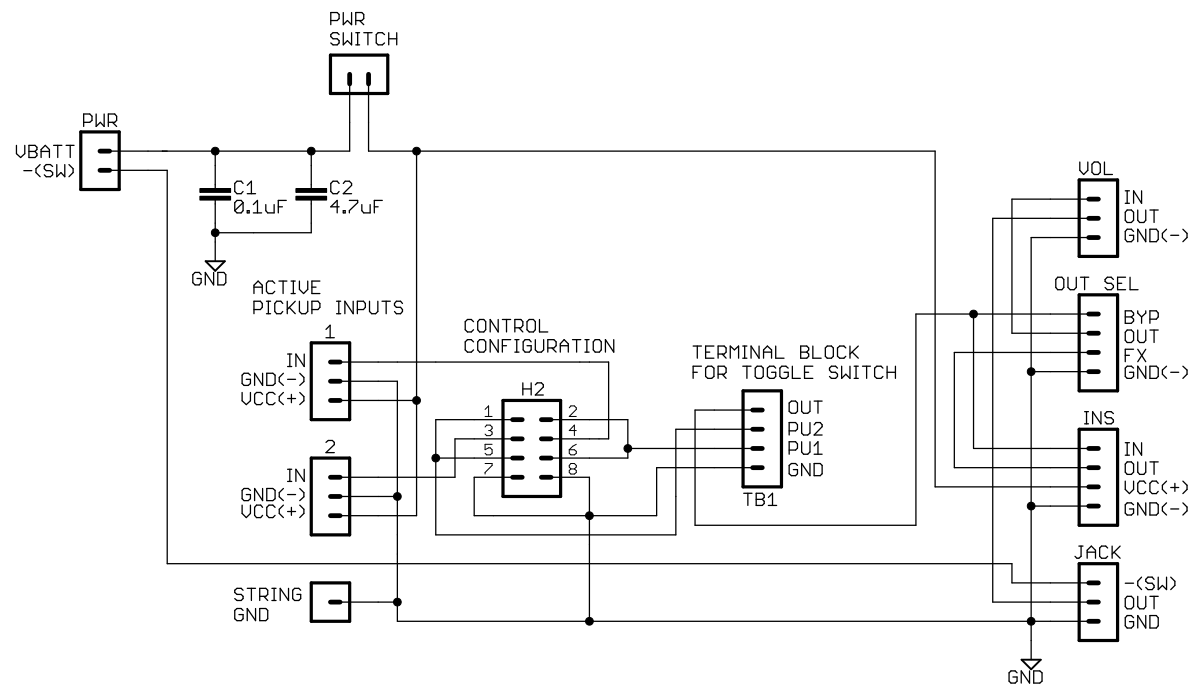 PWR
SWITCH
PWR
VBATT
-(SW)
C1
0.1uF
C2
4.7uF
GND
ACTIVE
PICKUP INPUTS
1
IN
GND(-)
VCC(+)
2
IN
GND(-)
VCC(+)
STRING
GND
CONTROL
CONFIGURATION
H2
1 2
3 4
5 6
7 8
TERMINAL BLOCK
FOR TOGGLE SWITCH
OUT
PU2
PU1
GND
TB1
VOL
IN
OUT
GND(-)
OUT SEL
BYP
OUT
FX
GND(-)
INS
IN
OUT
VCC(+)
GND(-)
JACK
-(SW)
OUT
GND
GND